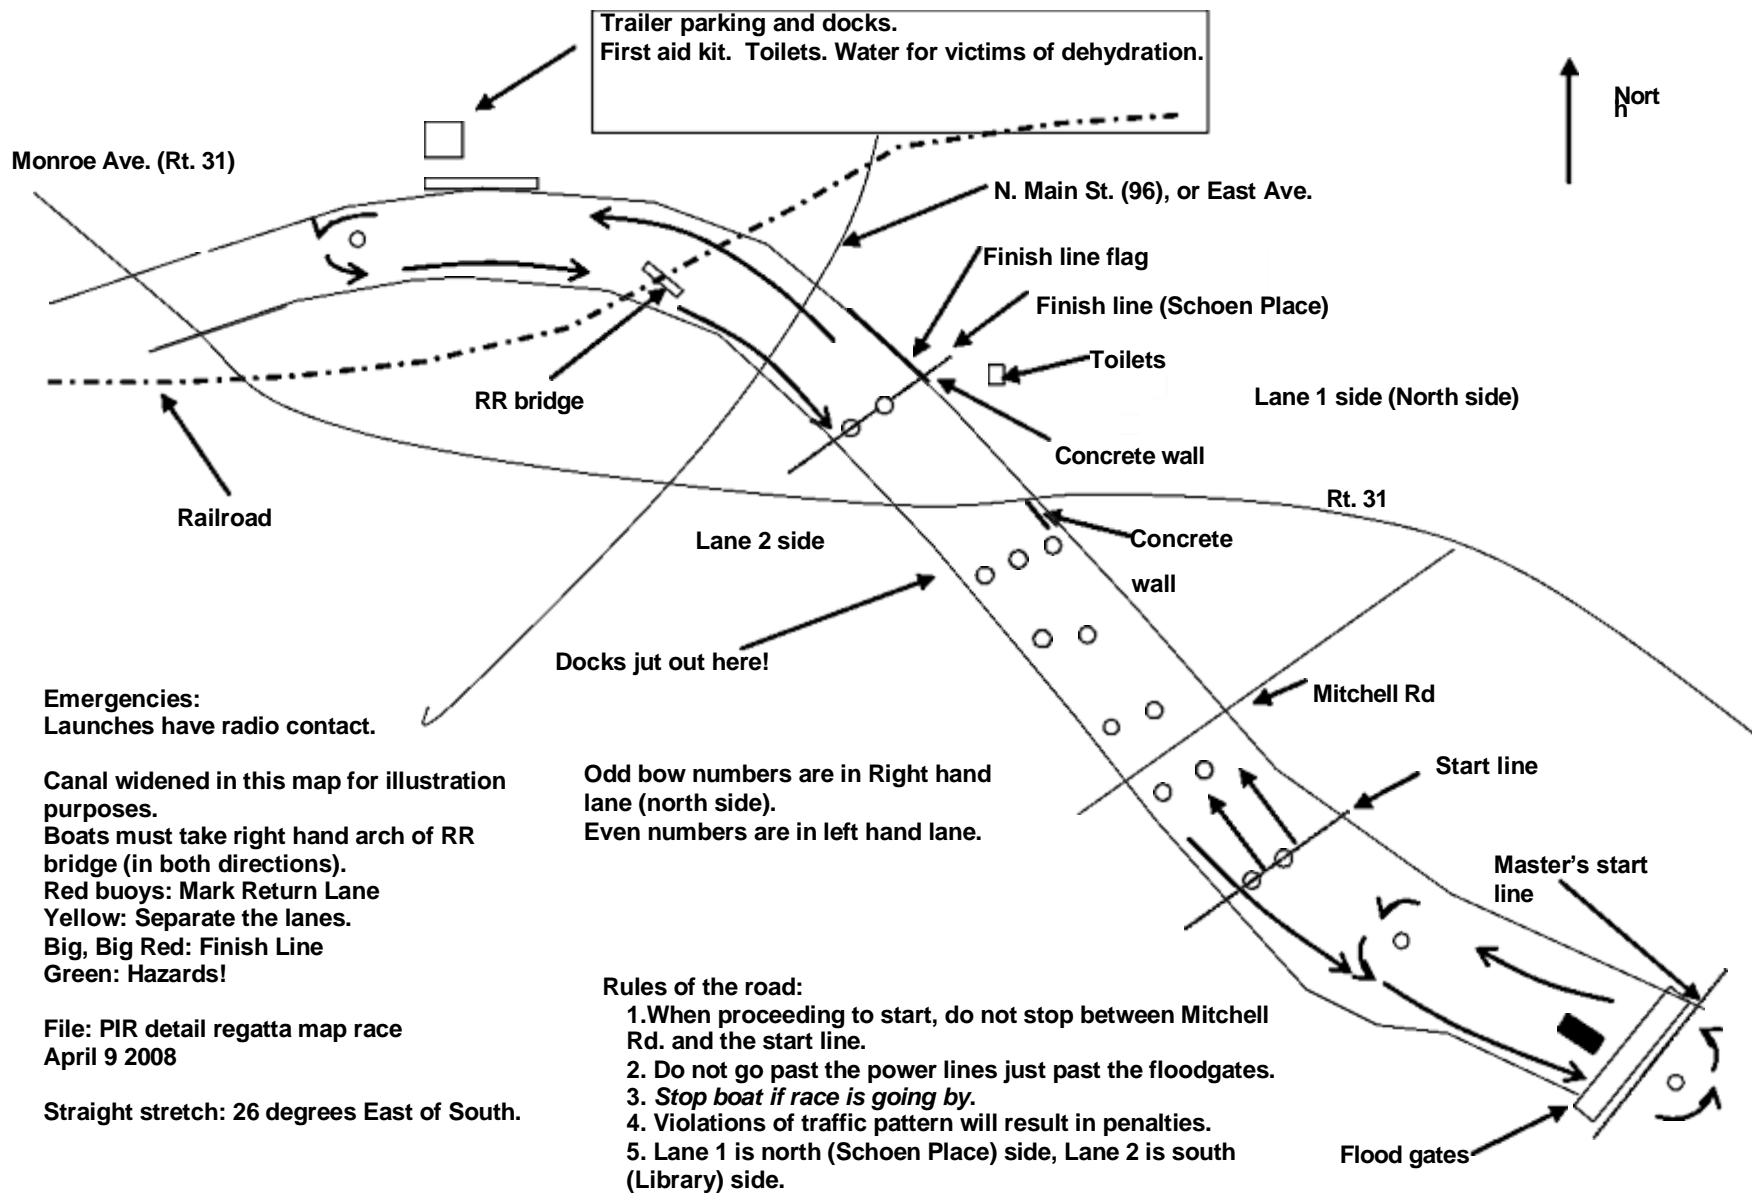 Trailer parking and docks.
First aid kit.  Toilets. Water for victims of dehydration.
Nort
h
Monroe Ave. (Rt. 31)
N. Main St. (96), or East Ave.
Finish line flag
Finish line (Schoen Place)
Toilets
RR bridge
Lane 1 side (North side)
Concrete wall
Railroad
Rt. 31
Lane 2 side
Concrete
wall
Docks jut out here!
Mitchell Rd
Start line
Master's start
line
Flood gates
Emergencies:
Launches have radio contact.
Canal widened in this map for illustration
purposes.
Boats must take right hand arch of RR
bridge (in both directions).
Red buoys: Mark Return Lane
Yellow: Separate the lanes.
Big, Big Red: Finish Line
Green: Hazards!
File: PIR detail regatta map race
April 9 2008
Straight stretch: 26 degrees East of South.
Odd bow numbers are in Right hand
lane (north side).
Even numbers are in left hand lane.
Rules of the road:
1.When proceeding to start, do not stop between Mitchell
Rd. and the start line.
2. Do not go past the power lines just past the floodgates.
3. Stop boat if race is going by.
4. Violations of traffic pattern will result in penalties.
5. Lane 1 is north (Schoen Place) side, Lane 2 is south
(Library) side.